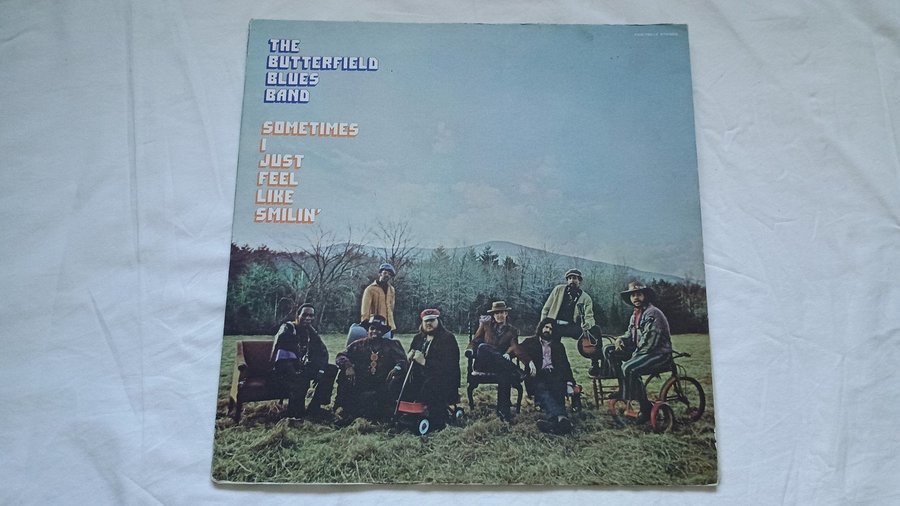 THE
BUTTERFIELD
BLUES
BAND
SOMETIMES
I
JUST
FEEL
LIKE
SMILIN'